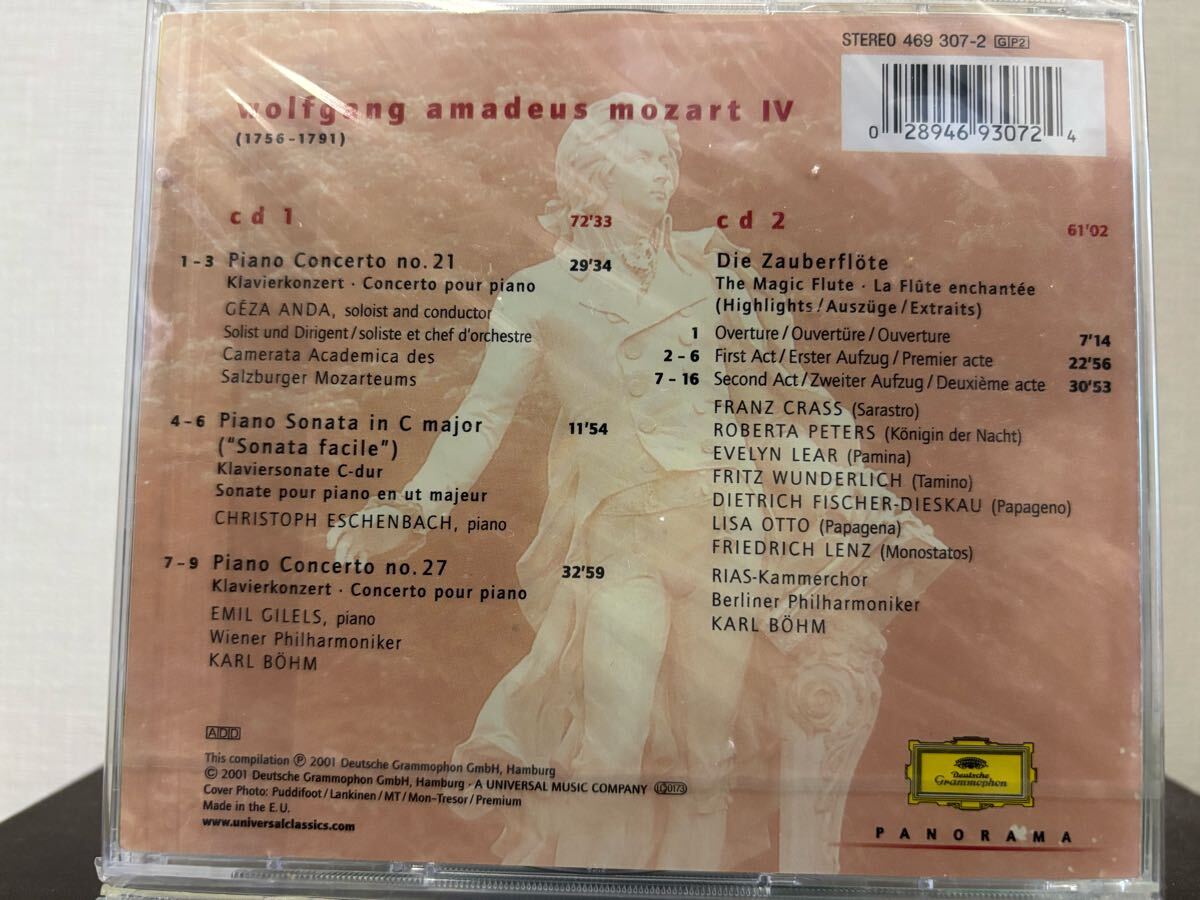 STEREO 469 307-2 GP2
0 28946 93072 4
wolfgang amadeus mozart IV
(1756-1791)
cd 1 72'33
1-3 Piano Concerto no. 21 29'34
Klavierkonzert · Concerto pour piano
GÉZA ANDA, soloist and conductor
Solist und Dirigent/soliste et chef d'orchestre
Camerata Academica des
Salzburger Mozarteums
4-6 Piano Sonata in C major 11'54
("Sonata facile")
Klaviersonate C-dur
Sonate pour piano en ut majeur
CHRISTOPH ESCHENBACH, piano
7-9 Piano Concerto no. 27 32'59
Klavierkonzert · Concerto pour piano
EMIL GILELS, piano
Wiener Philharmoniker
KARL BÖHM
cd 2 61'02
Die Zauberflöte
The Magic Flute · La Flûte enchantée
(Highlights/Auszüge/Extraits)
1 Overture/Ouvertüre/Ouverture 7'14
2-6 First Act/Erster Aufzug/Premier acte 22'56
7-16 Second Act/Zweiter Aufzug/Deuxième acte 30'53
FRANZ CRASS (Sarastro)
ROBERTA PETERS (Königin der Nacht)
EVELYN LEAR (Pamina)
FRITZ WUNDERLICH (Tamino)
DIETRICH FISCHER-DIESKAU (Papageno)
LISA OTTO (Papagena)
FRIEDRICH LENZ (Monostatos)
RIAS-Kammerchor
Berliner Philharmoniker
KARL BÖHM
ADD
This compilation ℗ 2001 Deutsche Grammophon GmbH, Hamburg
© 2001 Deutsche Grammophon GmbH, Hamburg · A UNIVERSAL MUSIC COMPANY LC 0173
Cover Photo: Puddifoot/Lankinen/MT/Mon-Tresor/Premium
Made in the E. U.
www.universalclassics.com
Deutsche
Grammophon
PANORAMA